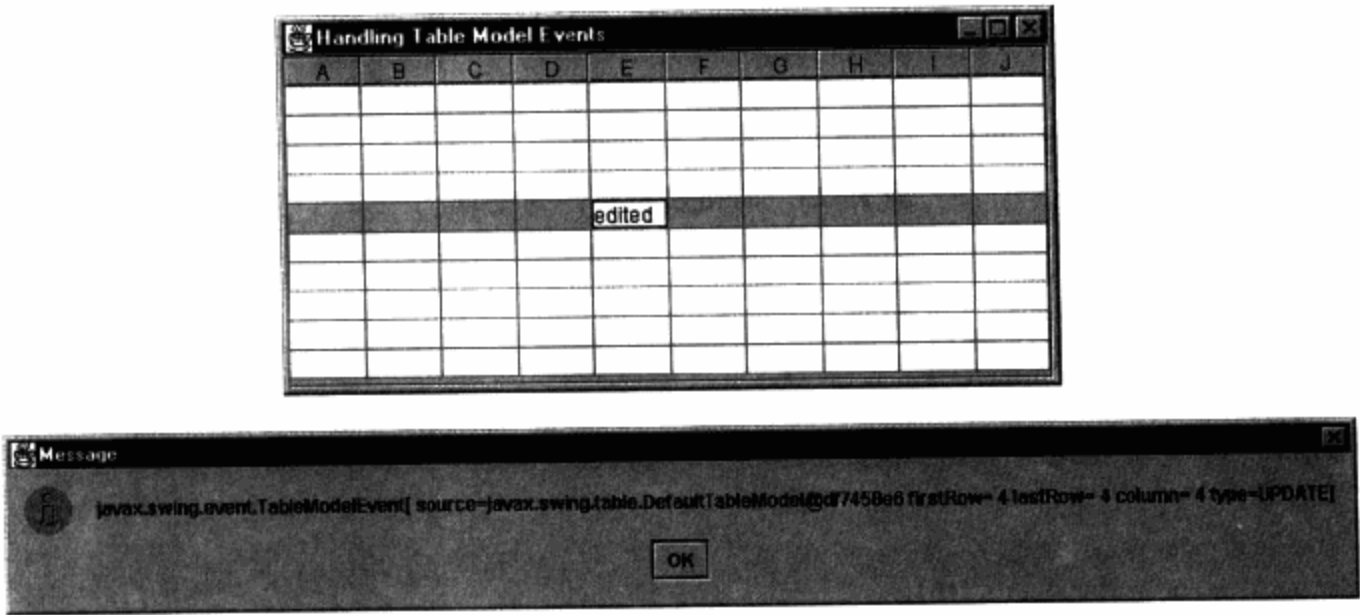 Handling Table Model Events
A B C D E F G H I J
edited
Message
javax.swing.event.TableModelEvent[ source=javax.swing.table.DefaultTableModel@df7458e6 firstRow= 4 lastRow= 4 column= 4 type=UPDATE]
OK